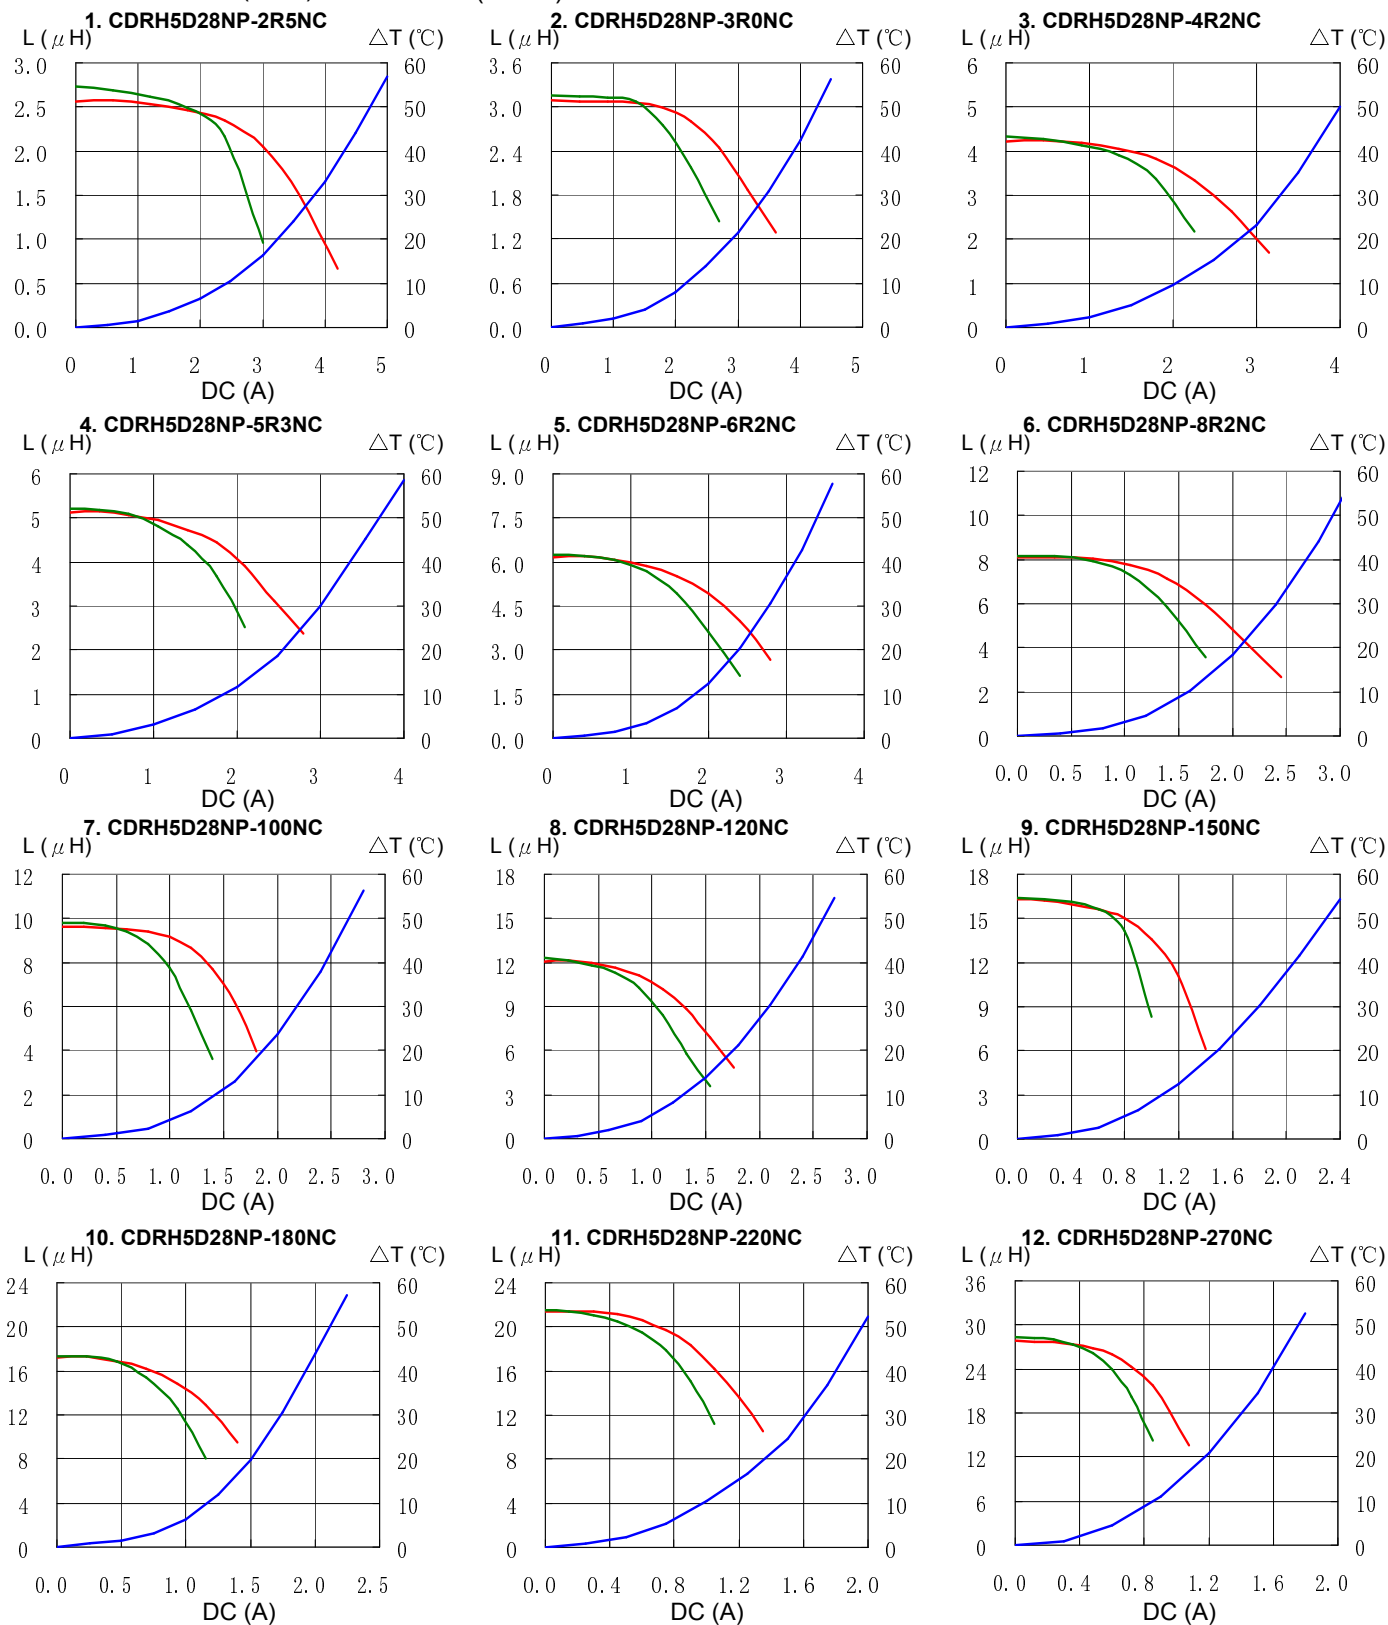 1. CDRH5D28NP-2R5NC
L (μH) △T (℃)
3.0 60
2.5 50
2.0 40
1.5 30
1.0 20
0.5 10
0.0 0
0 1 2 3 4 5
DC (A)
2. CDRH5D28NP-3R0NC
L (μH) △T (℃)
3.6 60
3.0 50
2.4 40
1.8 30
1.2 20
0.6 10
0.0 0
0 1 2 3 4 5
DC (A)
3. CDRH5D28NP-4R2NC
L (μH) △T (℃)
6 60
5 50
4 40
3 30
2 20
1 10
0 0
0 1 2 3 4
DC (A)
4. CDRH5D28NP-5R3NC
L (μH) △T (℃)
6 60
5 50
4 40
3 30
2 20
1 10
0 0
0 1 2 3 4
DC (A)
5. CDRH5D28NP-6R2NC
L (μH) △T (℃)
9.0 60
7.5 50
6.0 40
4.5 30
3.0 20
1.5 10
0.0 0
0 1 2 3 4
DC (A)
6. CDRH5D28NP-8R2NC
L (μH) △T (℃)
12 60
10 50
8 40
6 30
4 20
2 10
0 0
0.0 0.5 1.0 1.5 2.0 2.5 3.0
DC (A)
7. CDRH5D28NP-100NC
L (μH) △T (℃)
12 60
10 50
8 40
6 30
4 20
2 10
0 0
0.0 0.5 1.0 1.5 2.0 2.5 3.0
DC (A)
8. CDRH5D28NP-120NC
L (μH) △T (℃)
18 60
15 50
12 40
9 30
6 20
3 10
0 0
0.0 0.5 1.0 1.5 2.0 2.5 3.0
DC (A)
9. CDRH5D28NP-150NC
L (μH) △T (℃)
18 60
15 50
12 40
9 30
6 20
3 10
0 0
0.0 0.4 0.8 1.2 1.6 2.0 2.4
DC (A)
10. CDRH5D28NP-180NC
L (μH) △T (℃)
24 60
20 50
16 40
12 30
8 20
4 10
0 0
0.0 0.5 1.0 1.5 2.0 2.5
DC (A)
11. CDRH5D28NP-220NC
L (μH) △T (℃)
24 60
20 50
16 40
12 30
8 20
4 10
0 0
0.0 0.4 0.8 1.2 1.6 2.0
DC (A)
12. CDRH5D28NP-270NC
L (μH) △T (℃)
36 60
30 50
24 40
18 30
12 20
6 10
0 0
0.0 0.4 0.8 1.2 1.6 2.0
DC (A)